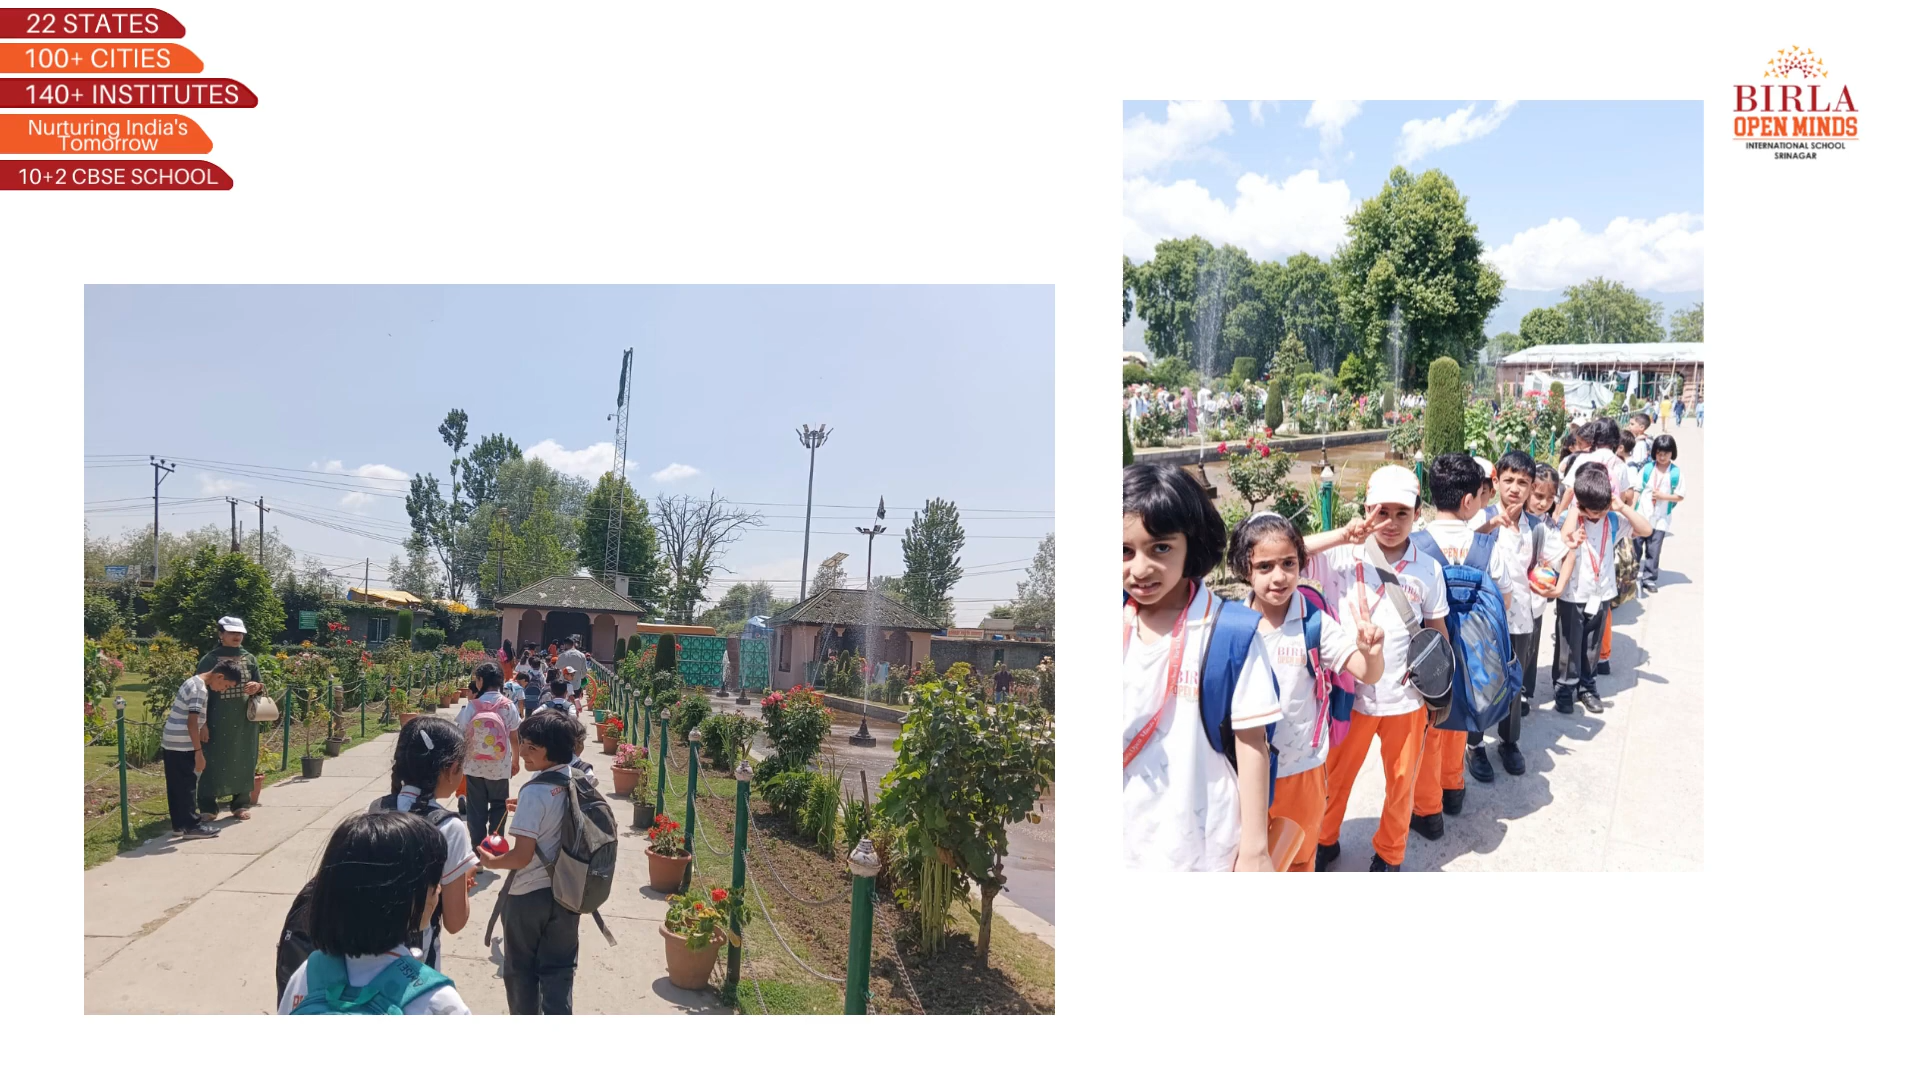 22 STATES
100+ CITIES
140+ INSTITUTES
Nurturing India's
Tomorrow
10+2 CBSE SCHOOL
BIRLA
OPEN MINDS
INTERNATIONAL SCHOOL
SRINAGAR